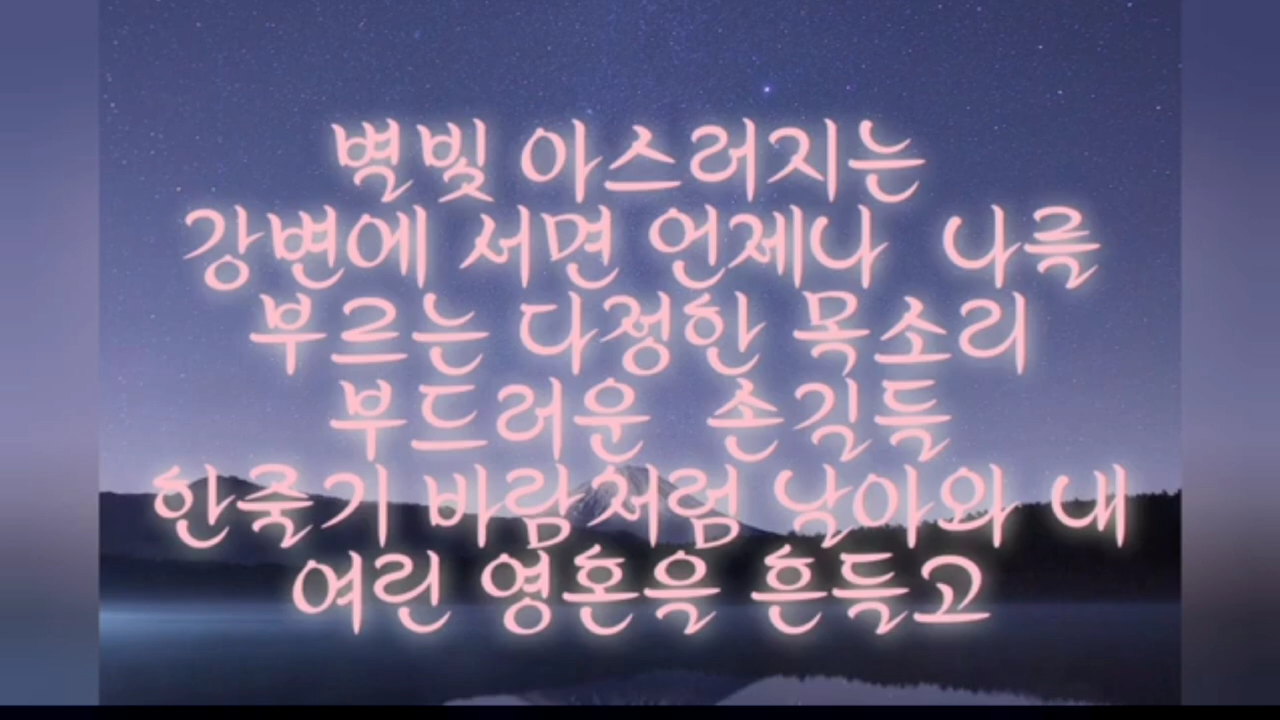 별빛 아스러지는
강변에 서면 언제나 나를
부르는 다정한 목소리
부드러운 손길들
한줄기 바람처럼 날아와 내
여린 영혼을 흔들고